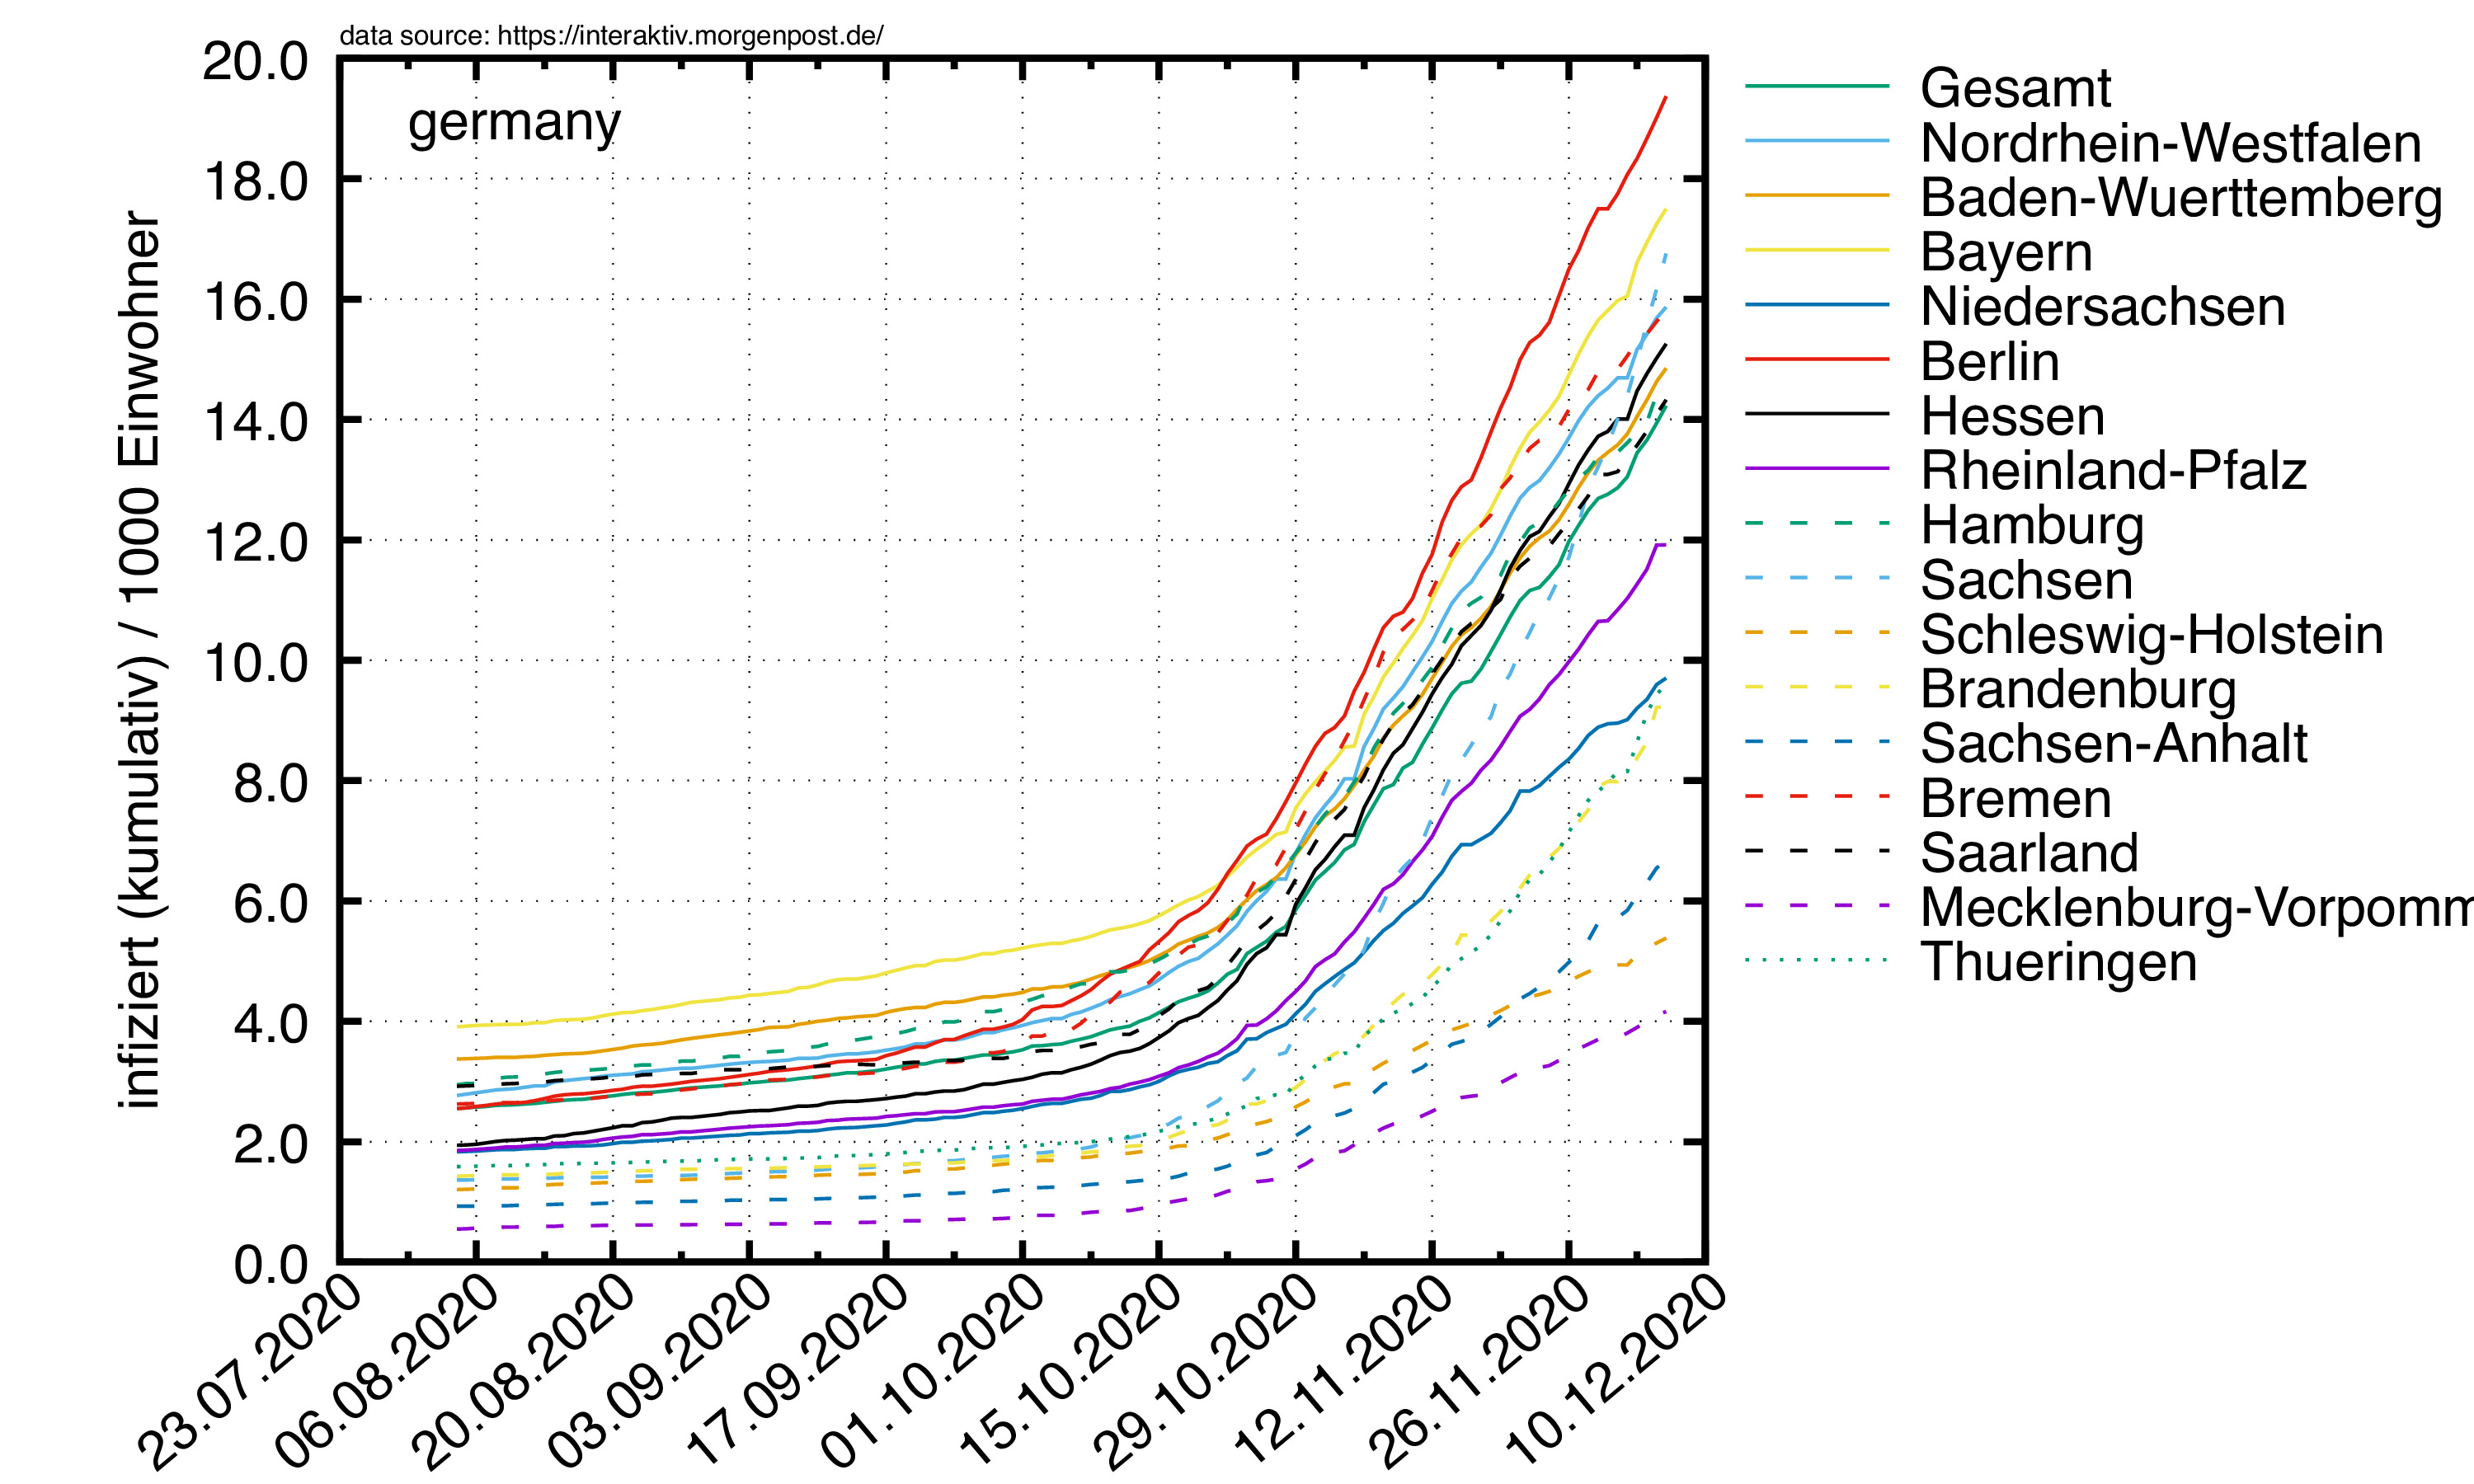 data source: https://interaktiv.morgenpost.de/
germany
infiziert (kumulativ) / 1000 Einwohner
20.0
18.0
16.0
14.0
12.0
10.0
8.0
6.0
4.0
2.0
0.0
23.07.2020
06.08.2020
20.08.2020
03.09.2020
17.09.2020
01.10.2020
15.10.2020
29.10.2020
12.11.2020
26.11.2020
10.12.2020
Gesamt
Nordrhein-Westfalen
Baden-Wuerttemberg
Bayern
Niedersachsen
Berlin
Hessen
Rheinland-Pfalz
Hamburg
Sachsen
Schleswig-Holstein
Brandenburg
Sachsen-Anhalt
Bremen
Saarland
Mecklenburg-Vorpomm
Thueringen